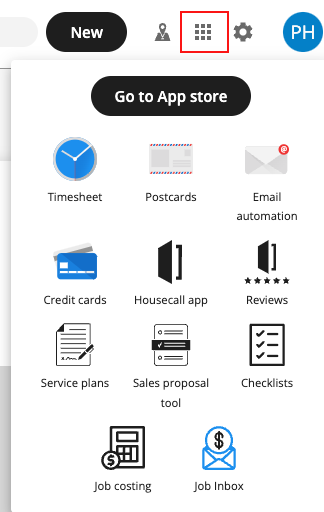 New
PH
Go to App store
Timesheet
Postcards
Email
automation
Credit cards
Housecall app
Reviews
Service plans
Sales proposal
tool
Checklists
Job costing
Job Inbox